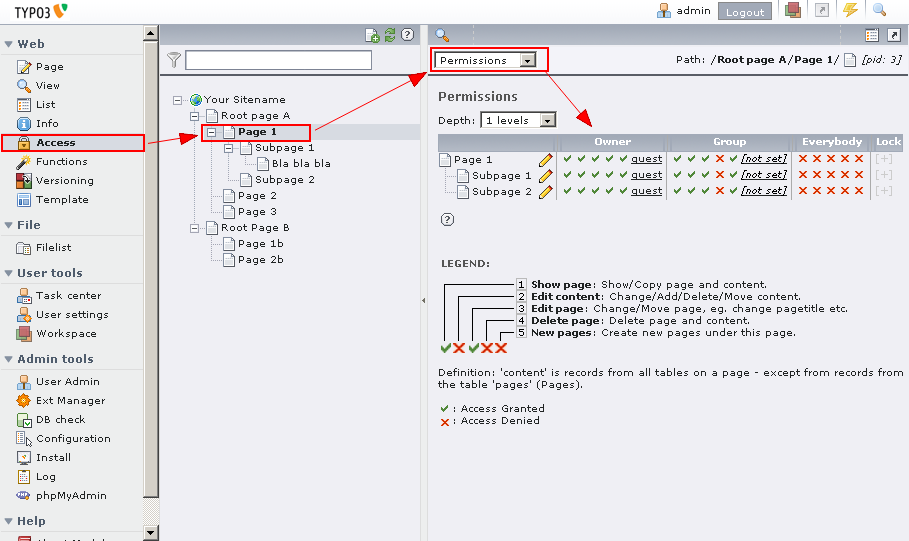 TYPO3
admin
Logout
Web
Page
View
List
Info
Access
Functions
Versioning
Template
File
Filelist
User tools
Task center
User settings
Workspace
Admin tools
User Admin
Ext Manager
DB check
Configuration
Install
Log
phpMyAdmin
Help
Your Sitename
Root page A
Page 1
Subpage 1
Bla bla bla
Subpage 2
Page 2
Page 3
Root Page B
Page 1b
Page 2b
Permissions
Path: /Root page A/Page 1/ [pid: 3]
Permissions
Depth: 1 levels
Owner Group Everybody Lock
Page 1 guest [not set] [+]
Subpage 1 guest [not set] [+]
Subpage 2 guest [not set] [+]
LEGEND:
1 Show page: Show/Copy page and content.
2 Edit content: Change/Add/Delete/Move content.
3 Edit page: Change/Move page, eg. change pagetitle etc.
4 Delete page: Delete page and content.
5 New pages: Create new pages under this page.
Definition: 'content' is records from all tables on a page - except from records from
the table 'pages' (Pages).
: Access Granted
: Access Denied